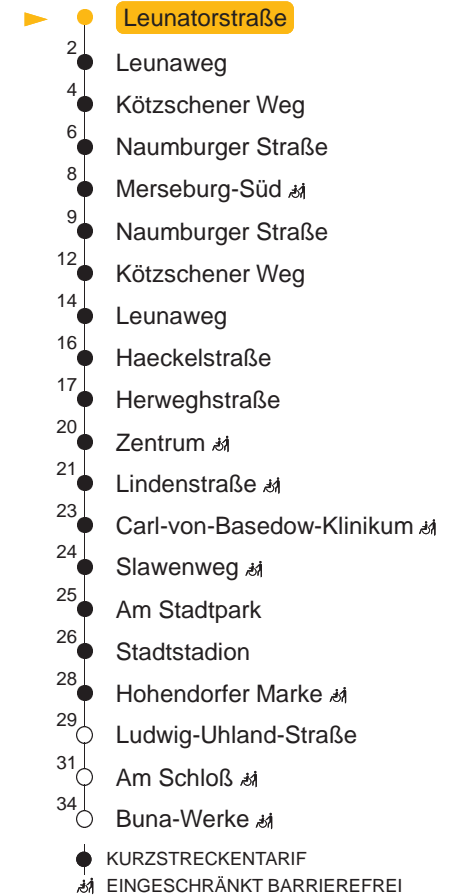 Leunatorstraße
2 Leunaweg
4 Kötzschener Weg
6 Naumburger Straße
8 Merseburg-Süd
9 Naumburger Straße
12 Kötzschener Weg
14 Leunaweg
16 Haeckelstraße
17 Herweghstraße
20 Zentrum
21 Lindenstraße
23 Carl-von-Basedow-Klinikum
24 Slawenweg
25 Am Stadtpark
26 Stadtstadion
28 Hohendorfer Marke
29 Ludwig-Uhland-Straße
31 Am Schloß
34 Buna-Werke
KURZSTRECKENTARIF
EINGESCHRÄNKT BARRIEREFREI